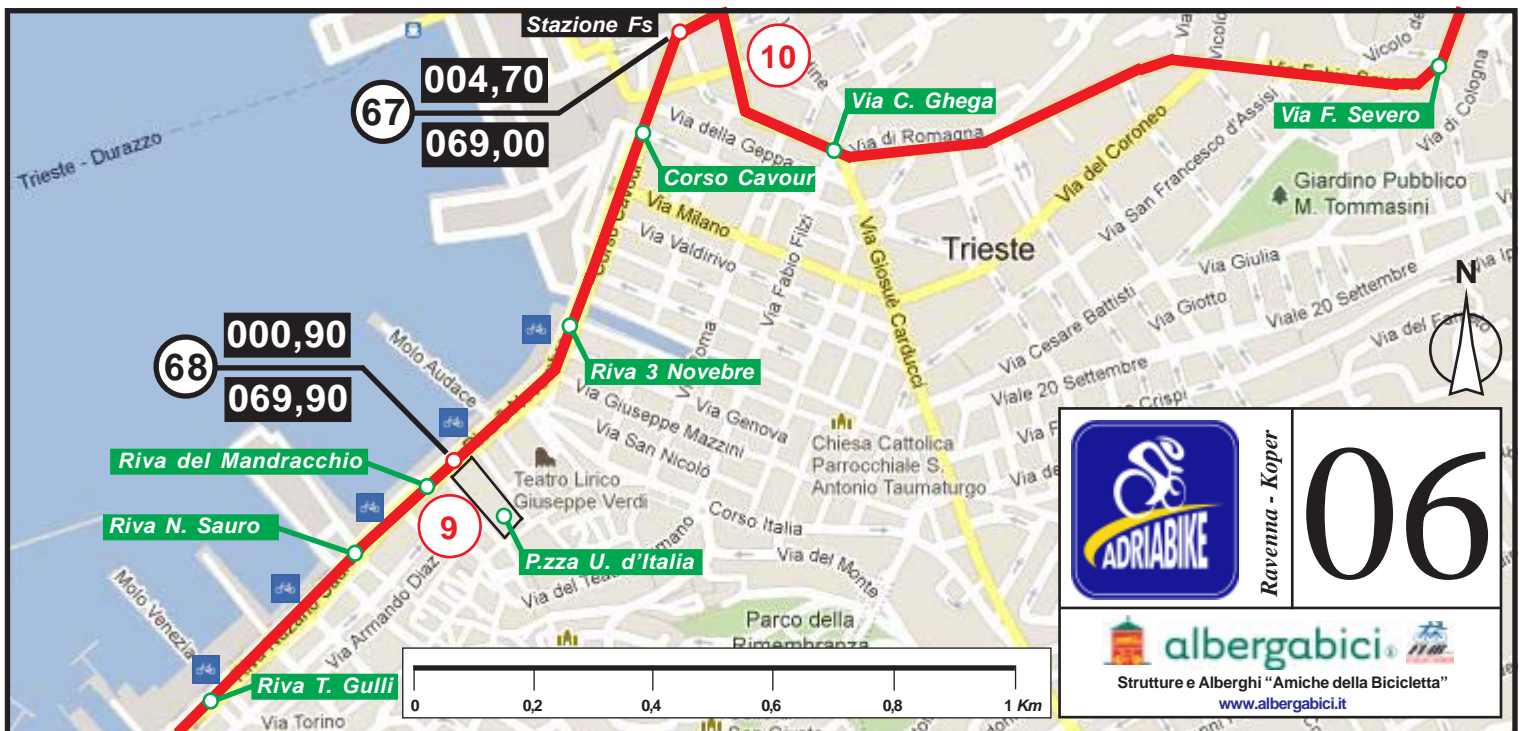 Stazione Fs
10
004,70
67
069,00
Via C. Ghega
Via F. Severo
Vicolo
Via di Cologna
Trieste - Durazzo
Via della Geppa
Via di Romagna
Corso Cavour
Via del Coroneo
Via San Francesco d'Assisi
Giardino Pubblico
M. Tommasini
Via Milano
Via Valdirivo
Via Fabio Filzi
Via Giosuè Carducci
Trieste
Via Giulia
Via Giotto
Viale 20 Settembre
N
Via Cesare Battisti
000,90
68
069,90
Molo Audace
Riva 3 Novebre
Viale 20 Settembre
Crispi
Via Giuseppe Mazzini
Via Genova
Via San Nicolò
Chiesa Cattolica
Parrocchiale S.
Antonio Taumaturgo
Riva del Mandracchio
Teatro Lirico
Giuseppe Verdi
Riva N. Sauro
9
Corso Italia
P.zza U. d'Italia
Via del Monte
Molo Venezia
Via Armando Diaz
Parco della
Rimembranza
Riva T. Gulli
Via Torino
0
0,2
0,4
0,6
0,8
1 Km
ADRIABIKE
Ravenna - Koper
06
albergabici
Strutture e Alberghi “Amiche della Bicicletta”
www.albergabici.it